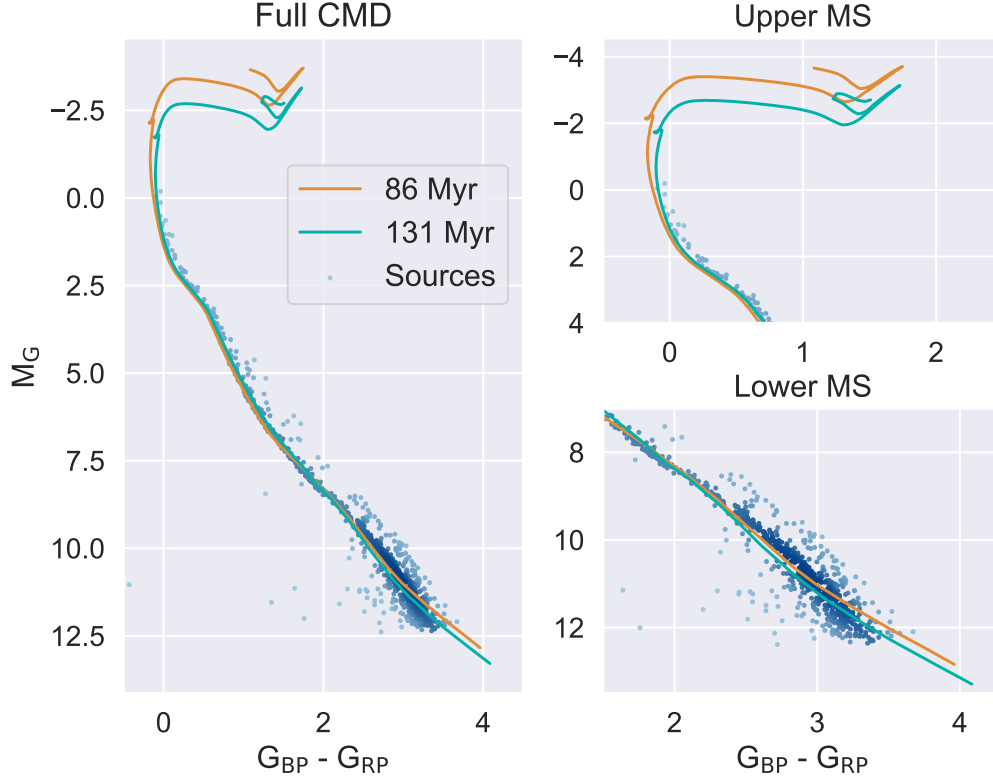 Full CMD
−2.5
0.0
2.5
5.0
7.5
10.0
12.5
M_G
86 Myr
131 Myr
Sources
0 2 4
G_BP - G_RP
Upper MS
−4
−2
0
2
4
0 1 2
Lower MS
8
10
12
2 3 4
G_BP - G_RP